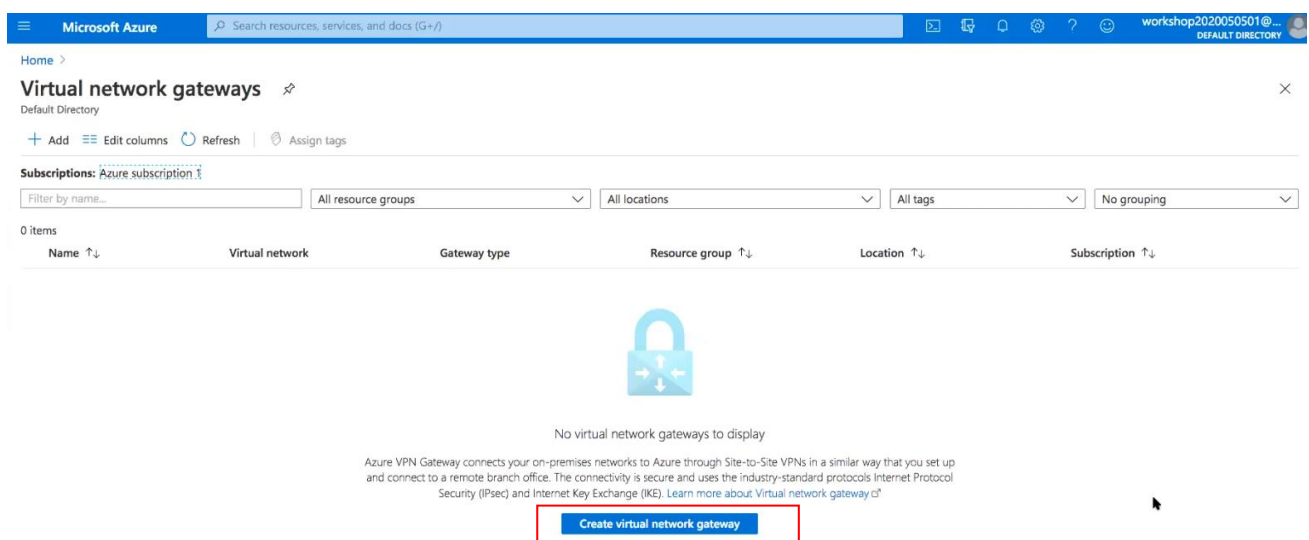 Microsoft Azure
Search resources, services, and docs (G+/)
workshop2020050501@...
DEFAULT DIRECTORY
Home >
Virtual network gateways
Default Directory
Add Edit columns Refresh Assign tags
Subscriptions: Azure subscription 1
Filter by name... All resource groups All locations All tags No grouping
0 items
Name ↑↓ Virtual network Gateway type Resource group ↑↓ Location ↑↓ Subscription ↑↓
No virtual network gateways to display
Azure VPN Gateway connects your on-premises networks to Azure through Site-to-Site VPNs in a similar way that you set up
and connect to a remote branch office. The connectivity is secure and uses the industry-standard protocols Internet Protocol
Security (IPsec) and Internet Key Exchange (IKE). Learn more about Virtual network gateway
Create virtual network gateway